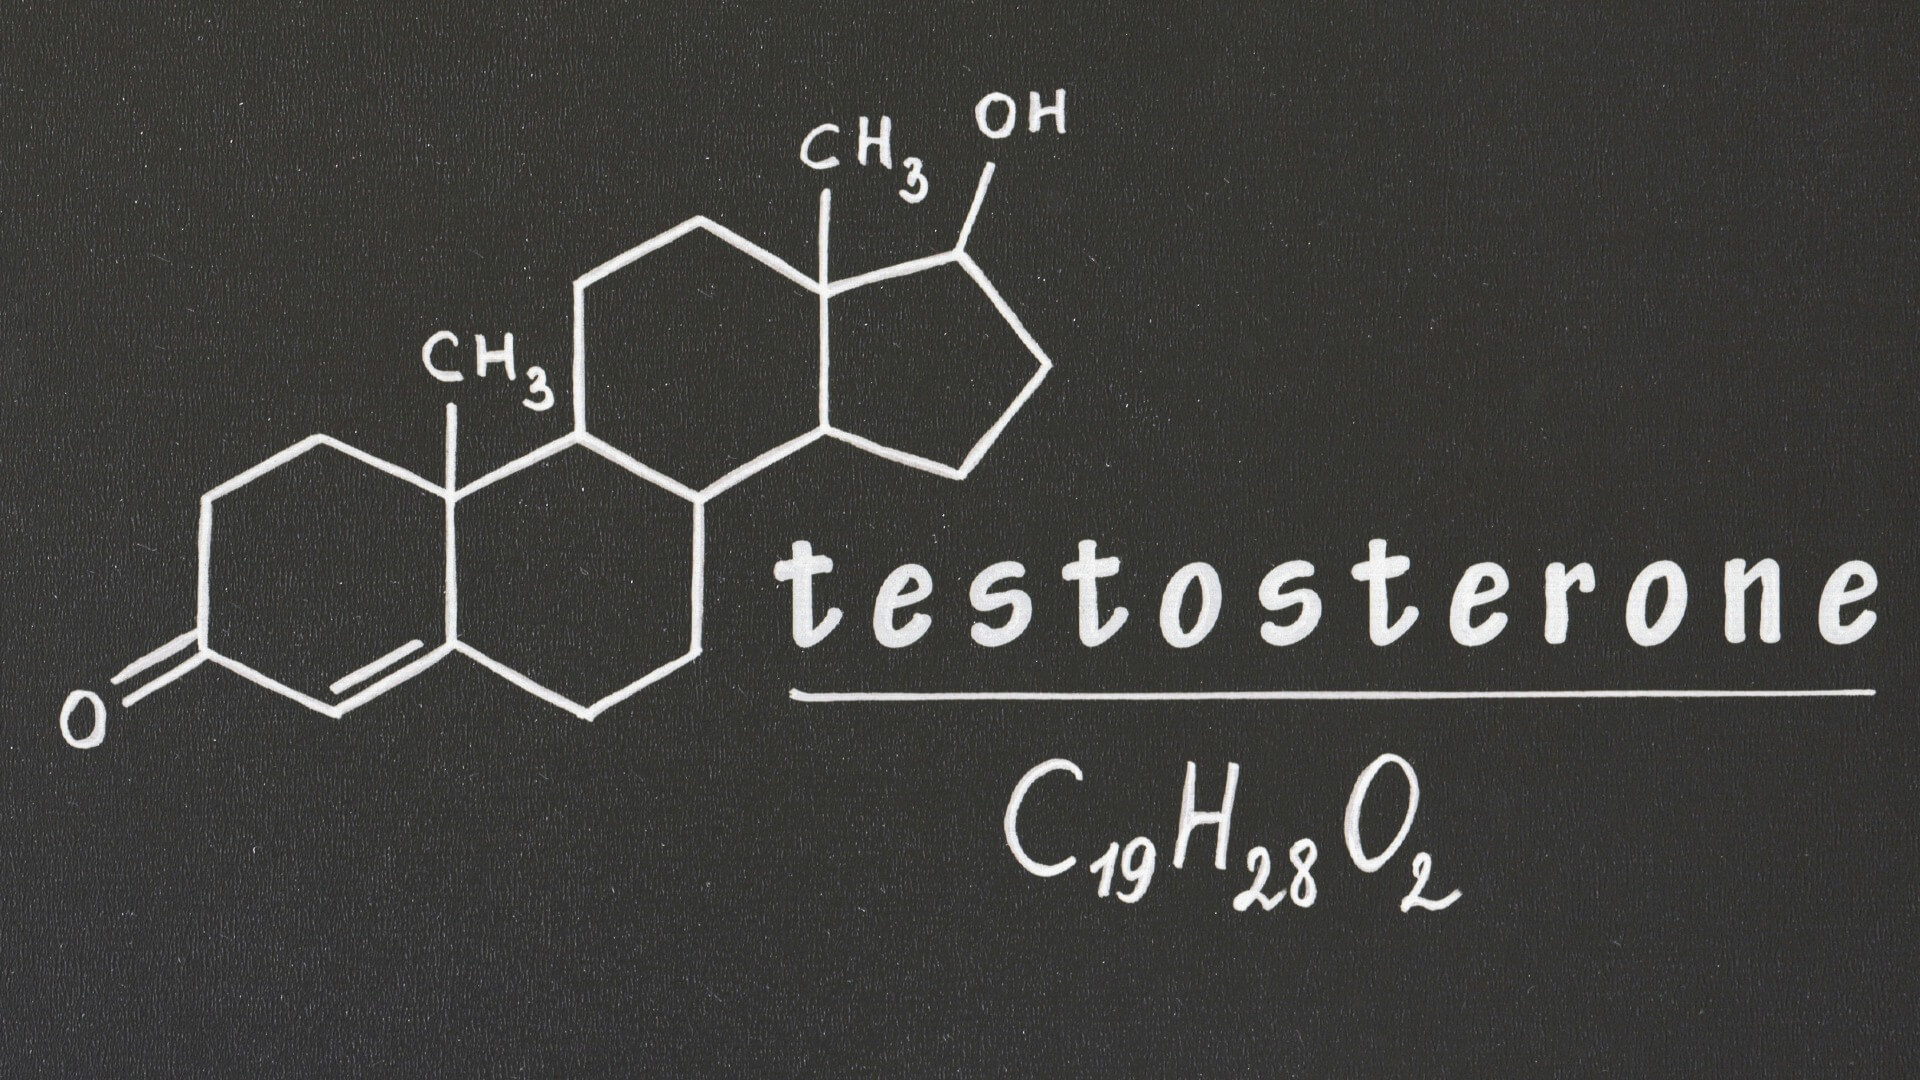 OH
CH₃
CH₃
O
testosterone
C₁₉H₂₈O₂